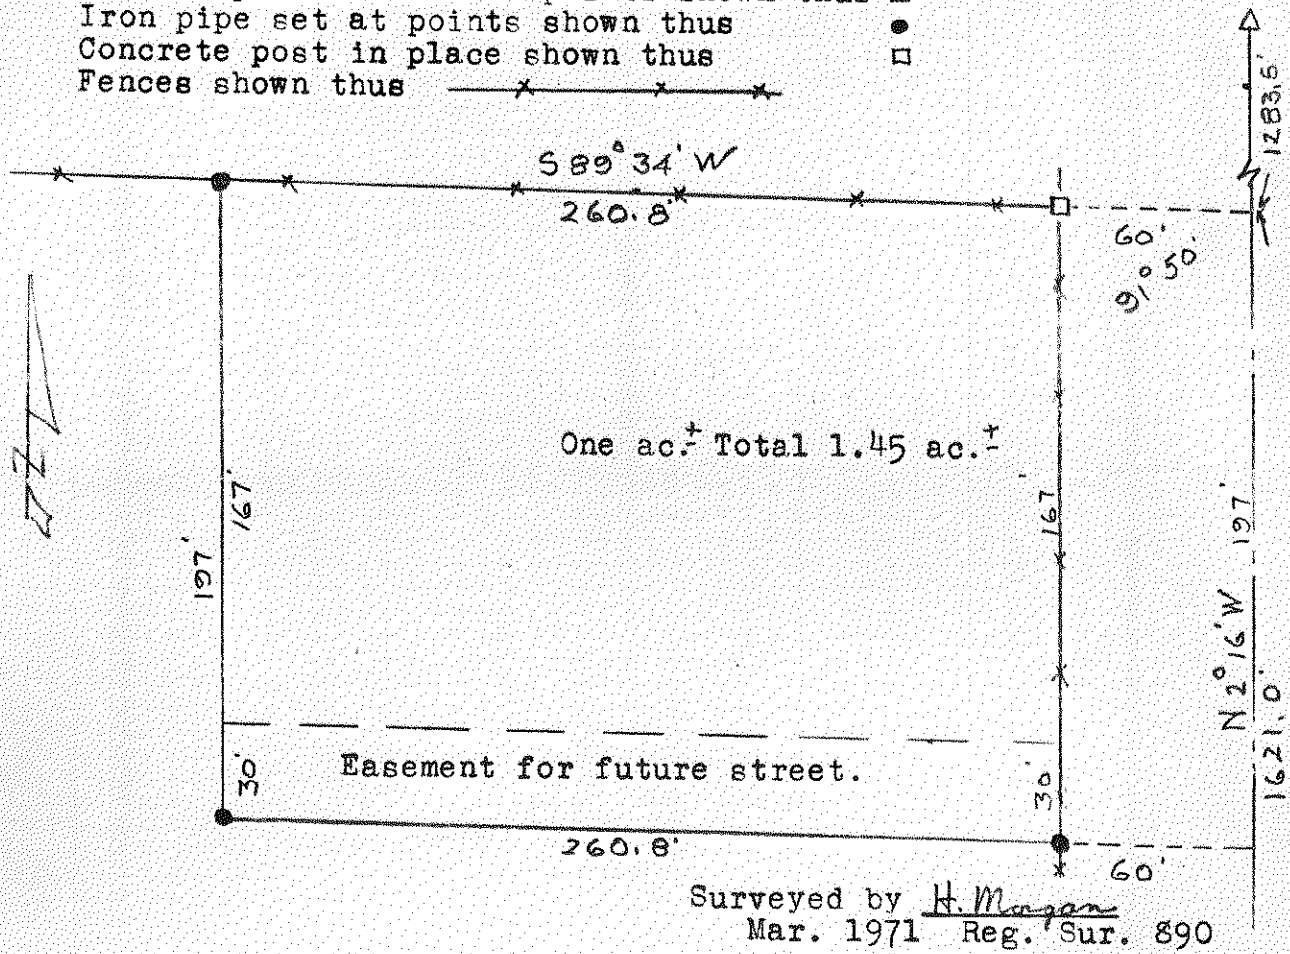 Iron pipe set at points shown thus
Concrete post in place shown thus
Fences shown thus
1283.5'
S 89° 34' W
260.8'
60'
91° 50'
One ac.± Total 1.45 ac.±
167'
197'
167'
197'
N 2° 16' W
1621.0'
30'
Easement for future street.
30'
260.8'
60'
Surveyed by H. Magan
Mar. 1971 Reg. Sur. 890